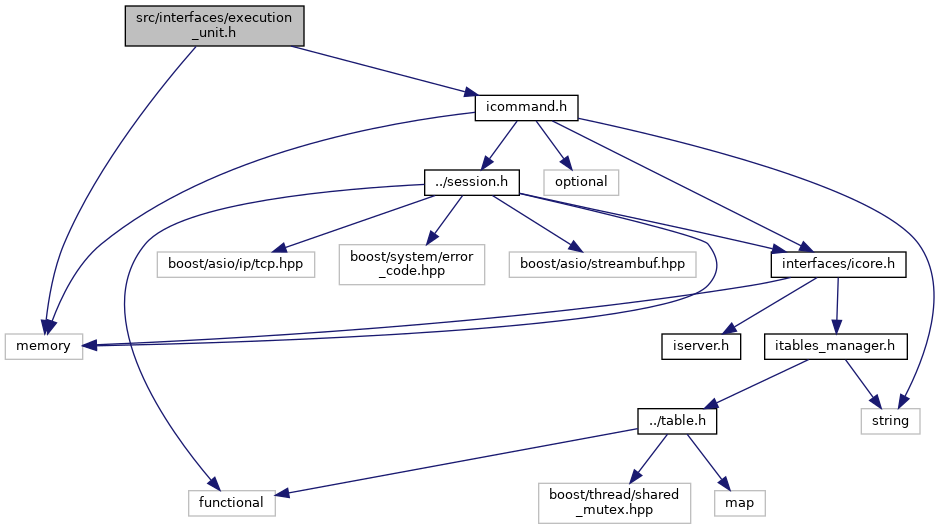 src/interfaces/execution
_unit.h
icommand.h
../session.h
optional
boost/asio/ip/tcp.hpp
boost/system/error
_code.hpp
boost/asio/streambuf.hpp
interfaces/icore.h
memory
iserver.h
itables_manager.h
../table.h
string
functional
boost/thread/shared
_mutex.hpp
map